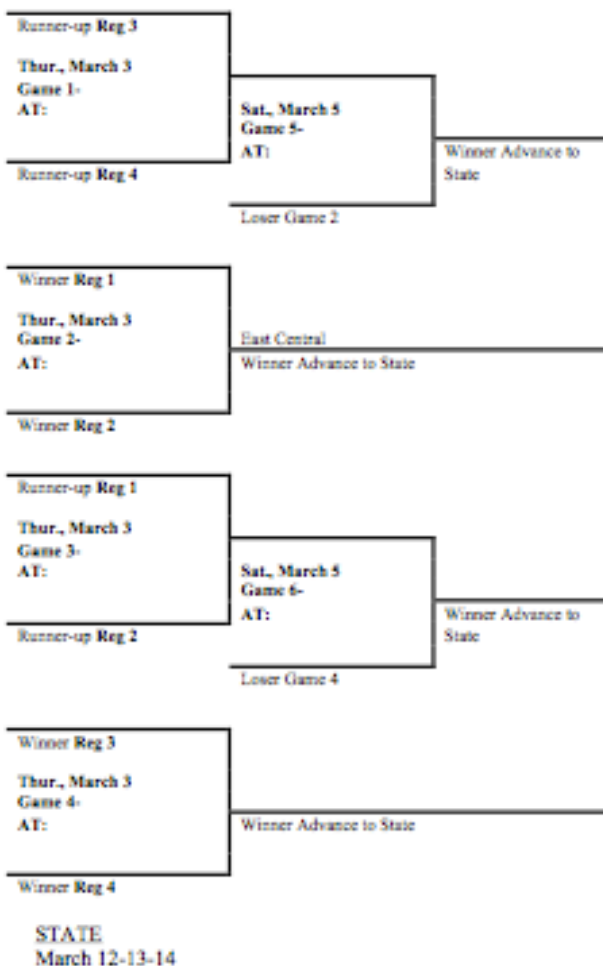 Runner-up Reg 3
Thur., March 3
Game 1-
AT:
Runner-up Reg 4
Sat., March 5
Game 5-
AT:
Loser Game 2
Winner Advance to
State
Winner Reg 1
Thur., March 3
Game 2-
AT:
Winner Reg 2
East Central
Winner Advance to State
Runner-up Reg 1
Thur., March 3
Game 3-
AT:
Runner-up Reg 2
Sat., March 5
Game 6-
AT:
Loser Game 4
Winner Advance to
State
Winner Reg 3
Thur., March 3
Game 4-
AT:
Winner Reg 4
Winner Advance to State
STATE
March 12-13-14